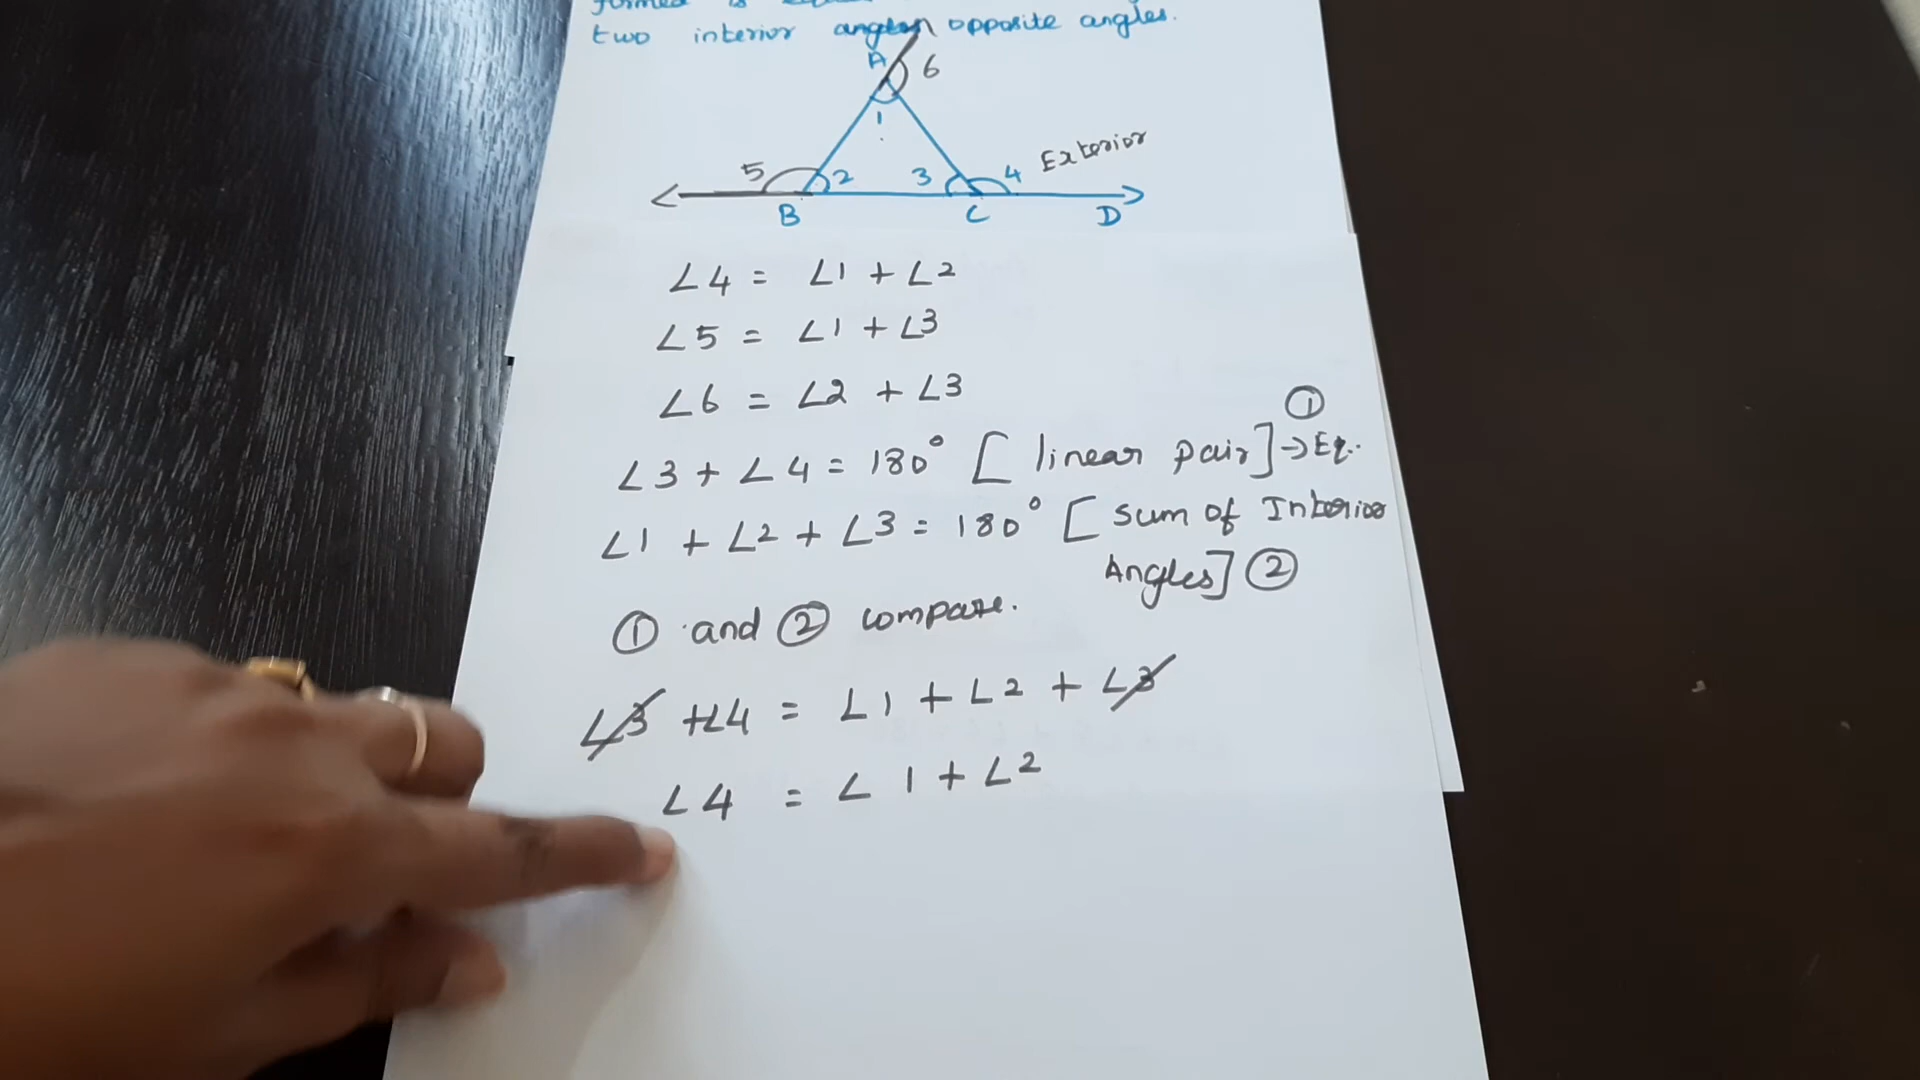 formed is
two interior angles opposite angles.
A 6
1
5 2 3 4 Exterior
B C D
∠4 = ∠1 + ∠2
∠5 = ∠1 + ∠3
∠6 = ∠2 + ∠3
①
∠3 + ∠4 = 180° [linear pair] → Eq.
∠1 + ∠2 + ∠3 = 180° [sum of Interior
Angles] ②
① and ② compare.
∠3 + ∠4 = ∠1 + ∠2 + ∠3
∠4 = ∠1 + ∠2